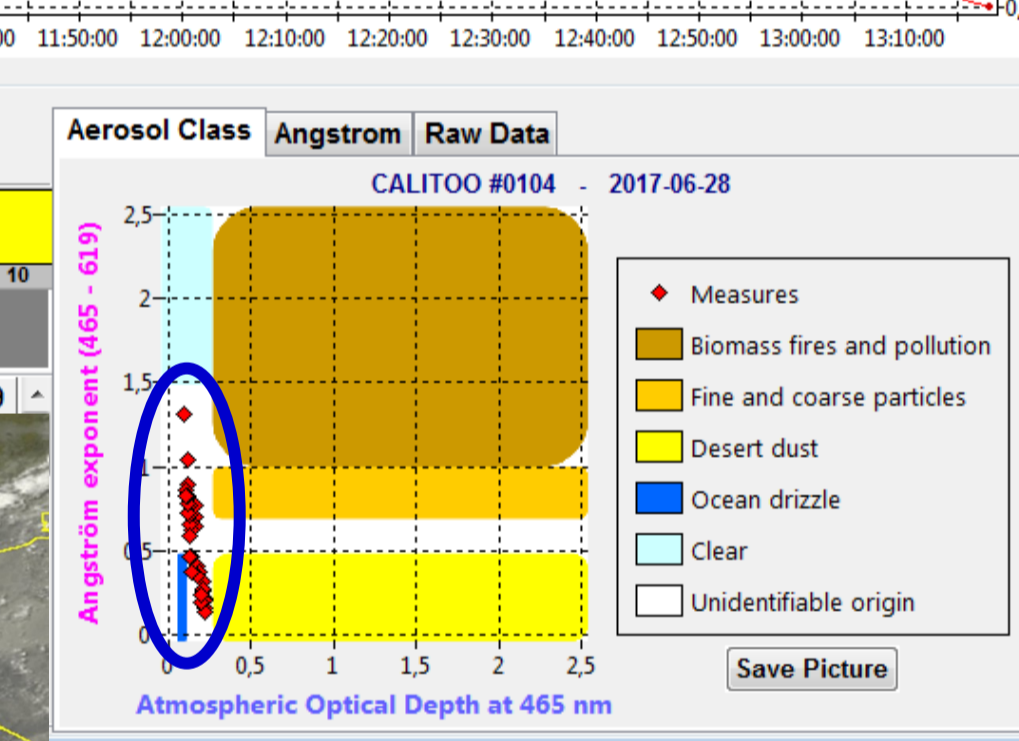 00 11:50:00 12:00:00 12:10:00 12:20:00 12:30:00 12:40:00 12:50:00 13:00:00 13:10:00
Aerosol Class Angstrom Raw Data
CALITOO #0104 - 2017-06-28
10
Angström exponent (465 - 619)
2,5
2
1,5
1
0,5
0
0 0,5 1 1,5 2 2,5
Atmospheric Optical Depth at 465 nm
Measures
Biomass fires and pollution
Fine and coarse particles
Desert dust
Ocean drizzle
Clear
Unidentifiable origin
Save Picture